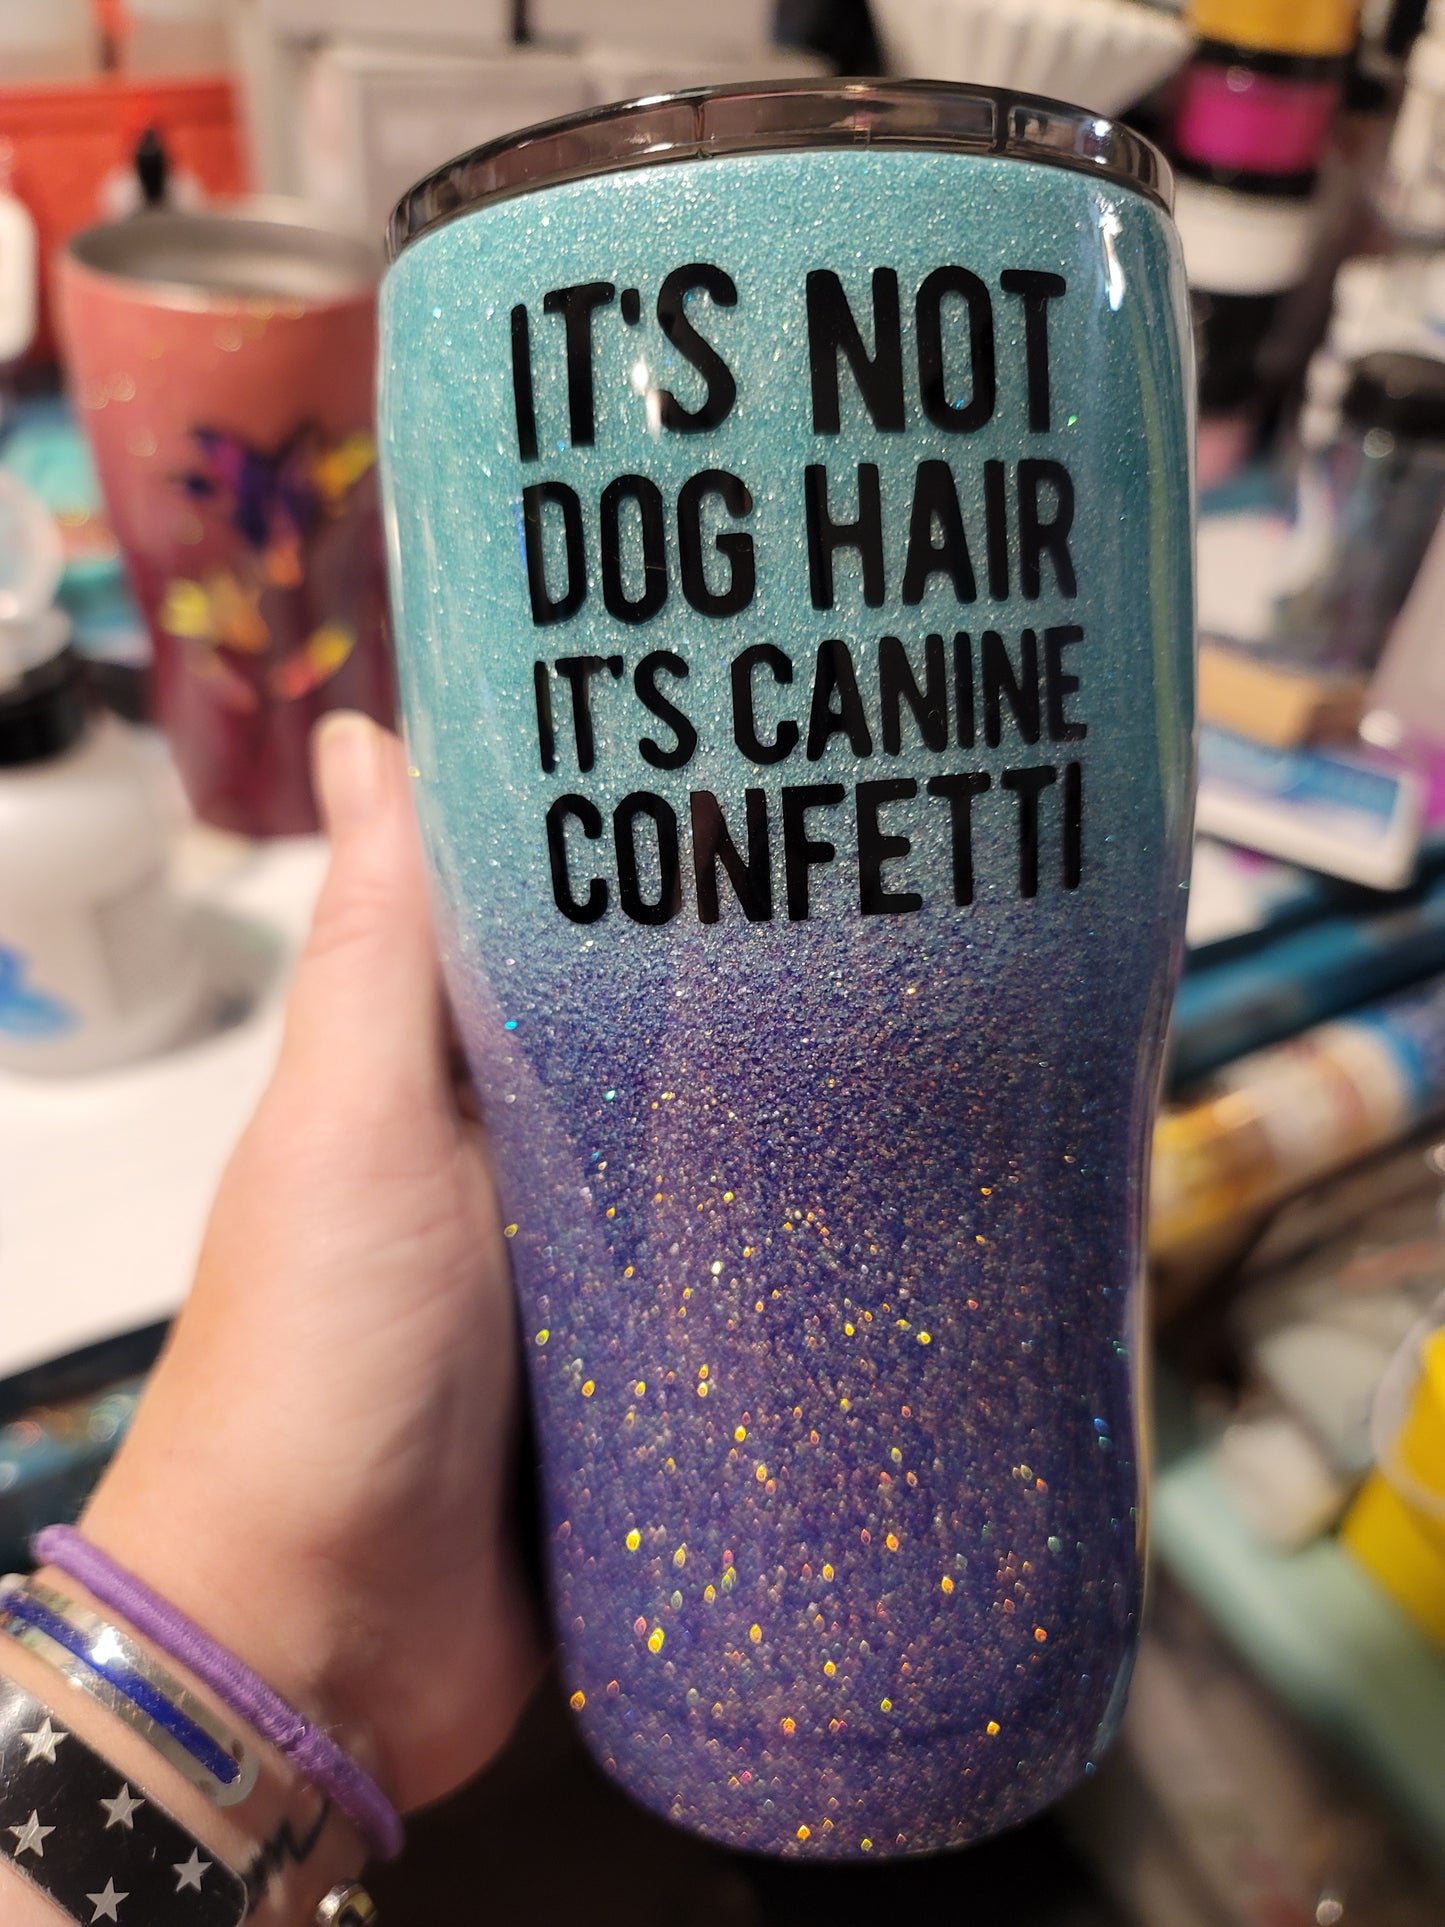 IT'S NOT
DOG HAIR
IT'S CANINE
CONFETTI